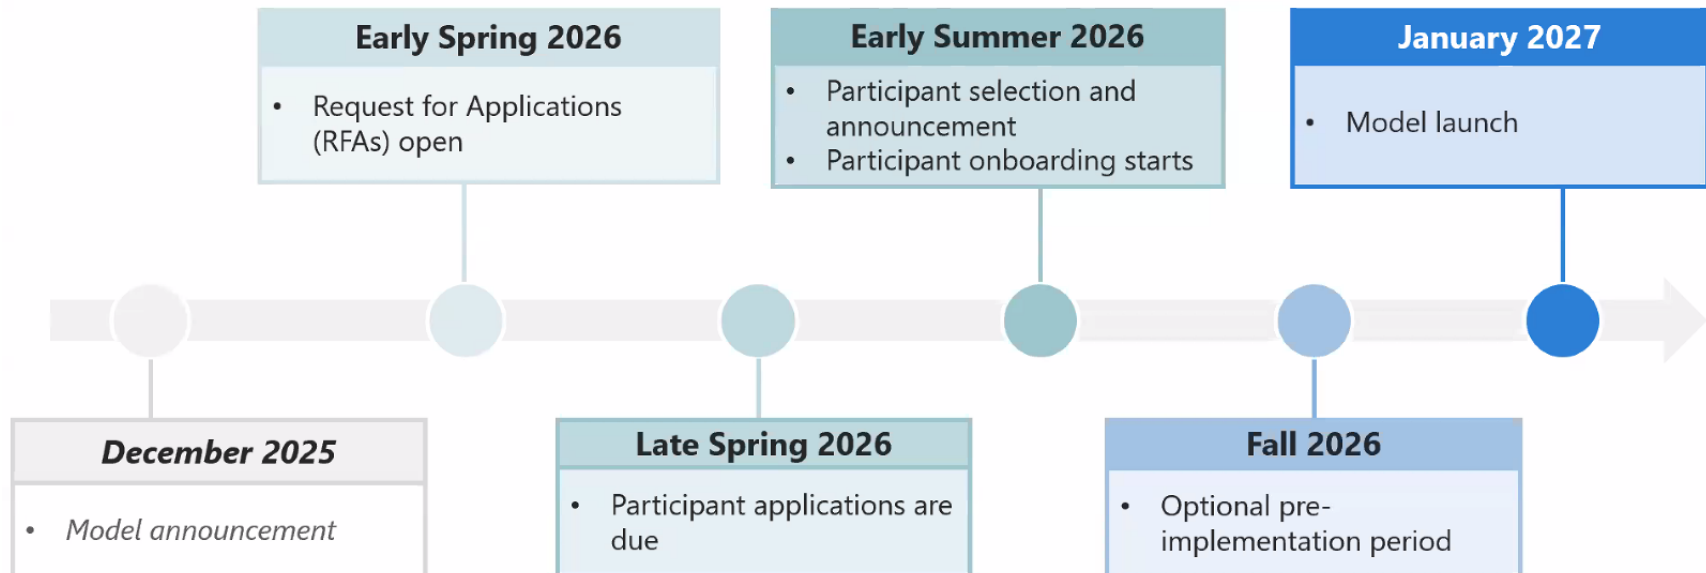 Early Spring 2026
• Request for Applications
(RFAs) open
Early Summer 2026
• Participant selection and
announcement
• Participant onboarding starts
January 2027
• Model launch
December 2025
• Model announcement
Late Spring 2026
• Participant applications are
due
Fall 2026
• Optional pre-
implementation period